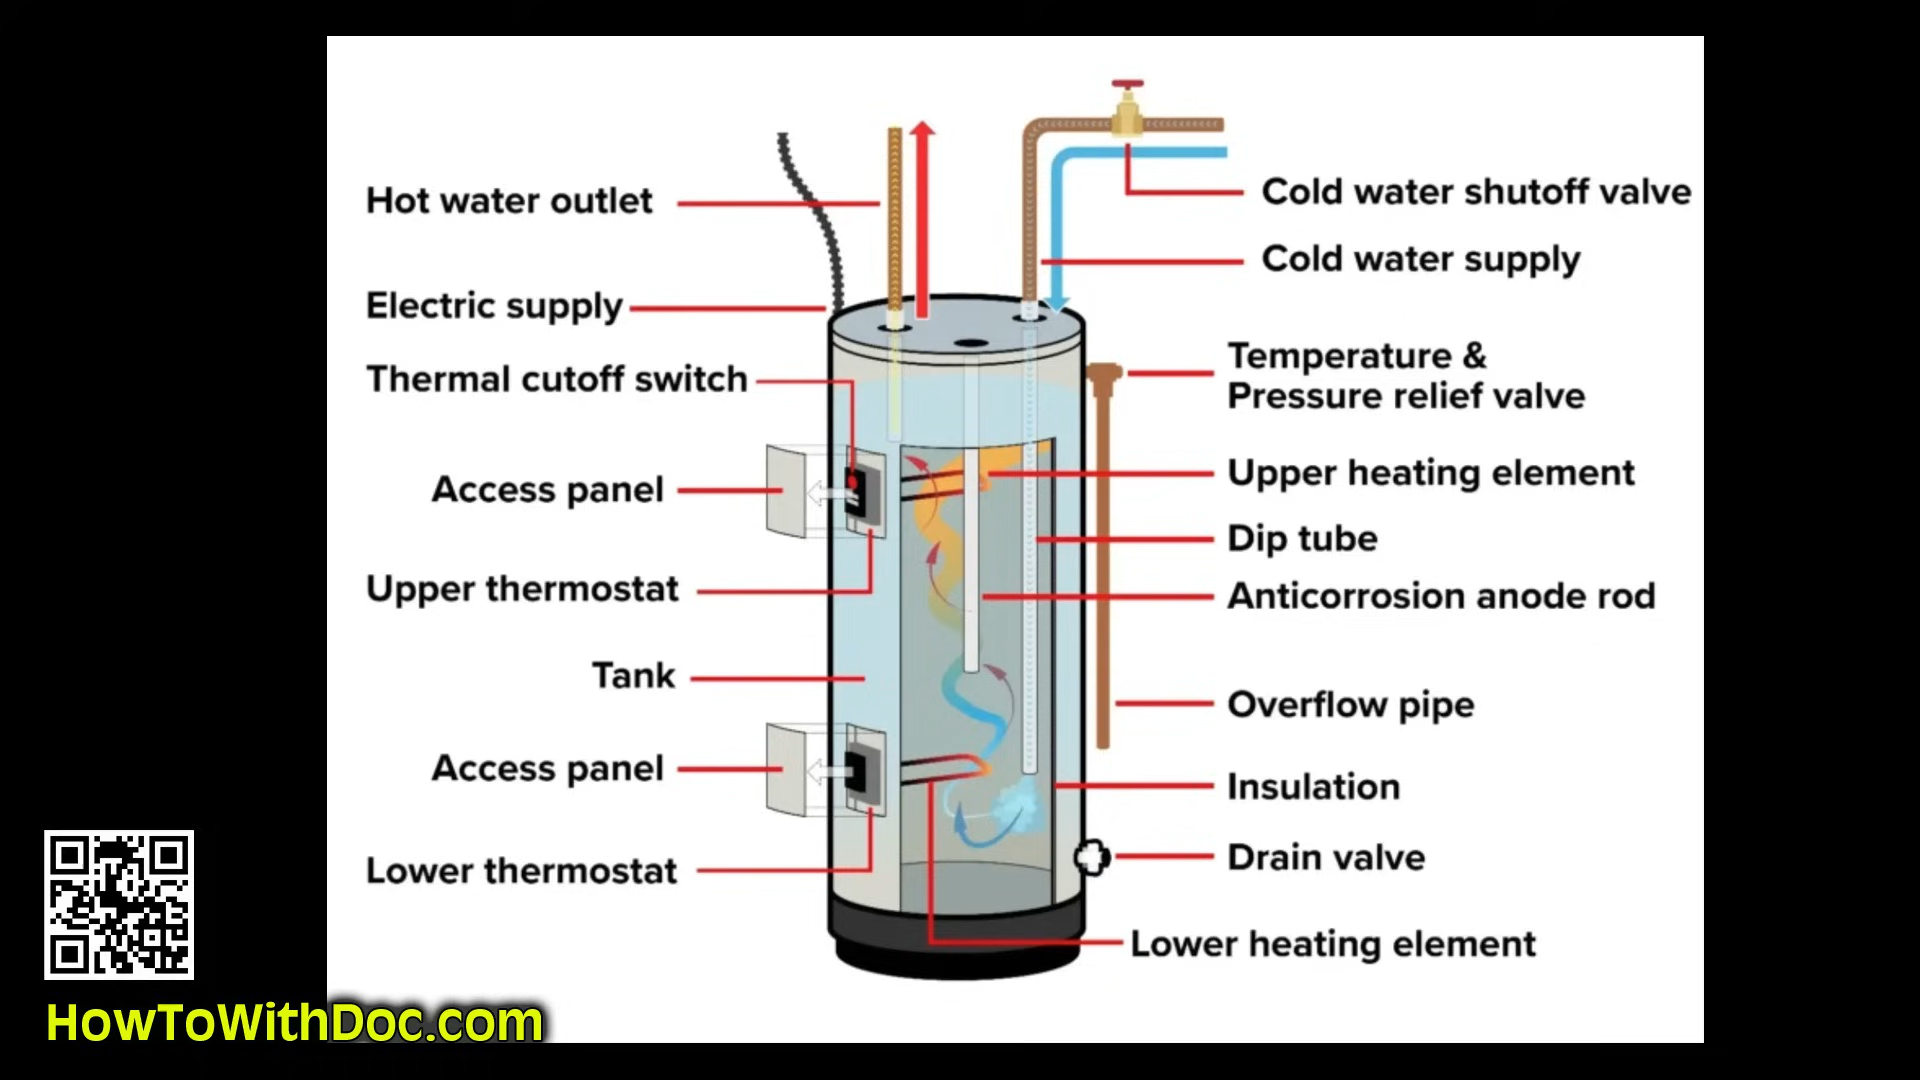 Hot water outlet
Electric supply
Thermal cutoff switch
Access panel
Upper thermostat
Tank
Access panel
Lower thermostat
Cold water shutoff valve
Cold water supply
Temperature &
Pressure relief valve
Upper heating element
Dip tube
Anticorrosion anode rod
Overflow pipe
Insulation
Drain valve
Lower heating element
HowToWithDoc.com